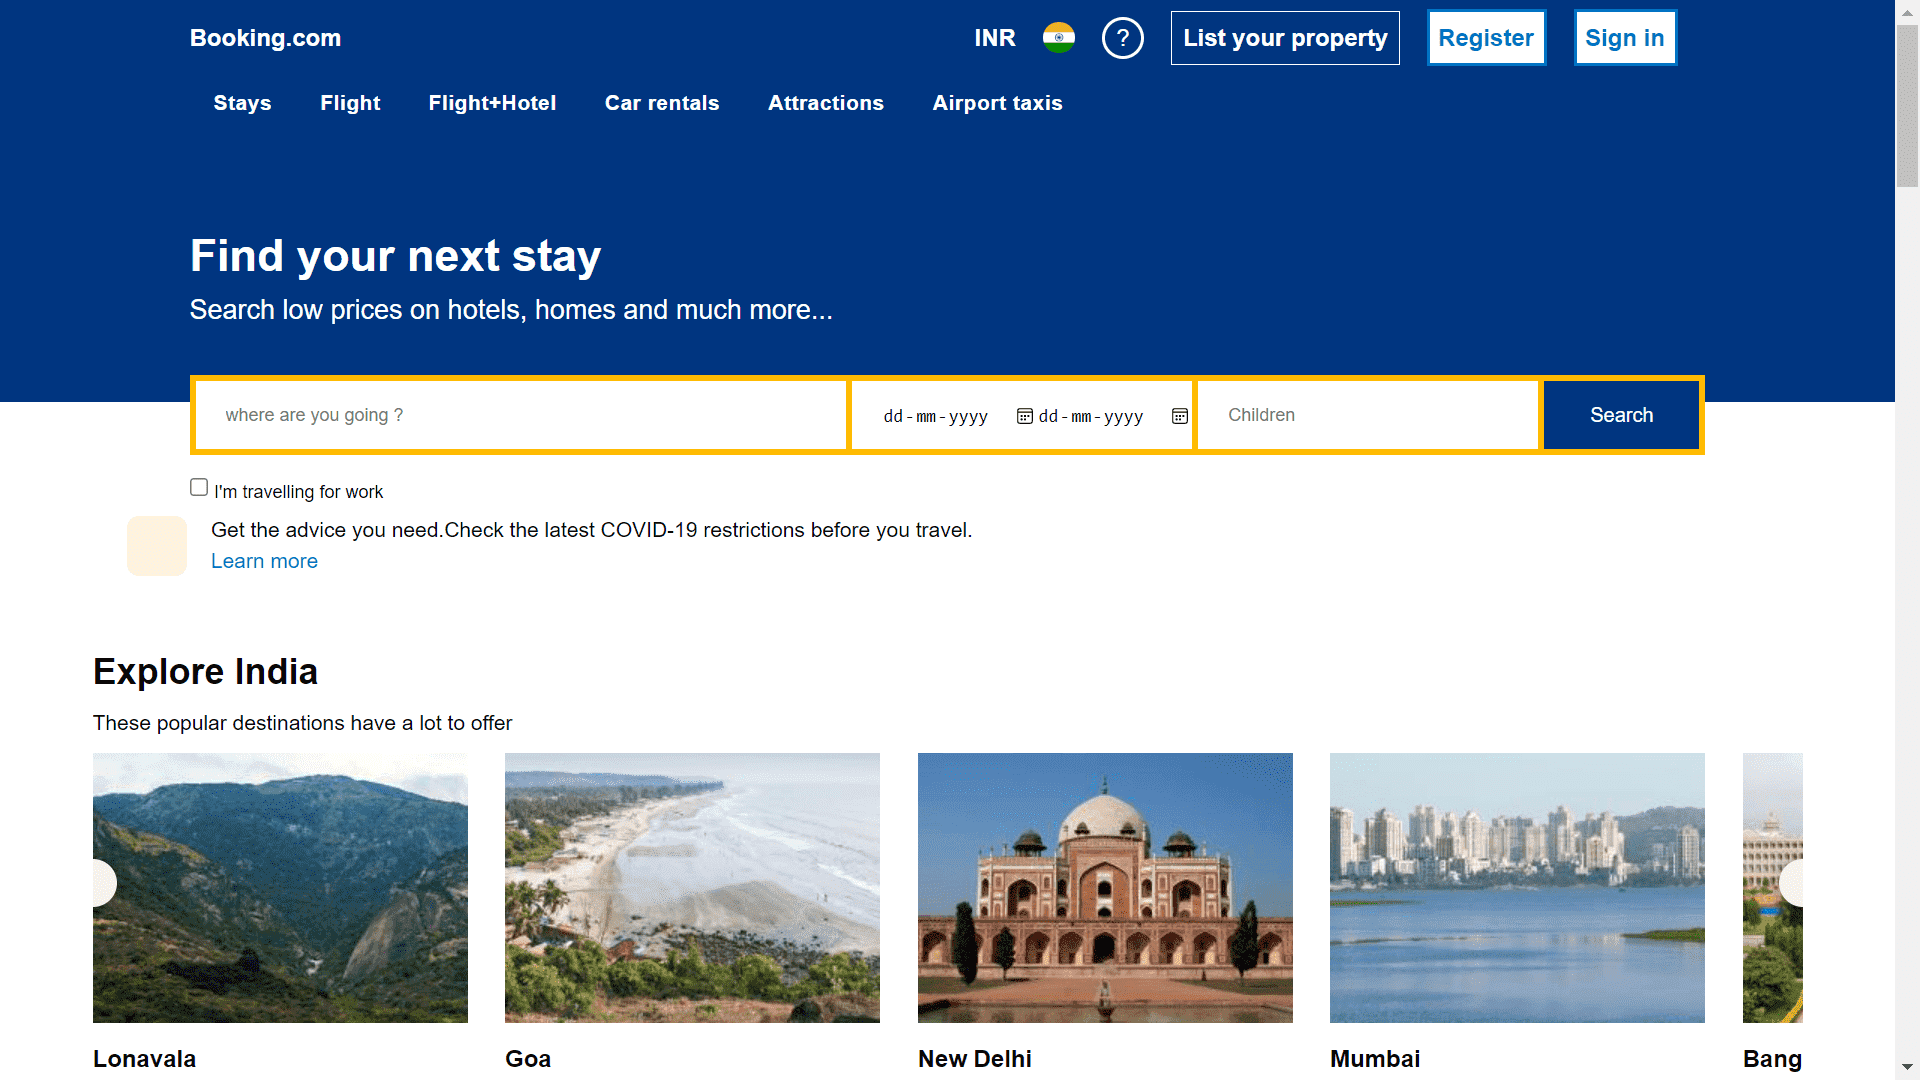 Booking.com
INR
?
List your property
Register
Sign in
Stays
Flight
Flight+Hotel
Car rentals
Attractions
Airport taxis
Find your next stay
Search low prices on hotels, homes and much more...
where are you going ?
dd-mm-yyyy
dd-mm-yyyy
Children
Search
I'm travelling for work
Get the advice you need.Check the latest COVID-19 restrictions before you travel.
Learn more
Explore India
These popular destinations have a lot to offer
Lonavala
Goa
New Delhi
Mumbai
Bang